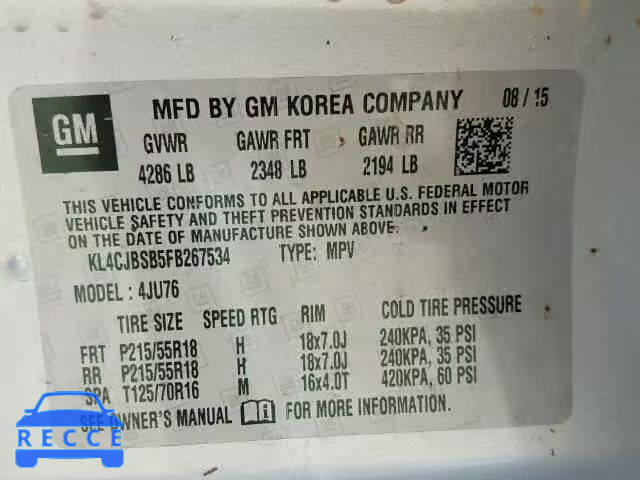 GM
MFD BY GM KOREA COMPANY 08 / 15
GVWR GAWR FRT GAWR RR
4286 LB 2348 LB 2194 LB
THIS VEHICLE CONFORMS TO ALL APPLICABLE U.S. FEDERAL MOTOR
VEHICLE SAFETY AND THEFT PREVENTION STANDARDS IN EFFECT
ON THE DATE OF MANUFACTURE SHOWN ABOVE.
KL4CJBSB5FB267534 TYPE: MPV
MODEL: 4JU76
TIRE SIZE SPEED RTG RIM COLD TIRE PRESSURE
FRT P215/55R18 H 18x7.0J 240KPA, 35 PSI
RR P215/55R18 H 18x7.0J 240KPA, 35 PSI
SPA T125/70R16 M 16x4.0T 420KPA, 60 PSI
SEE OWNER'S MANUAL FOR MORE INFORMATION.
RECCE